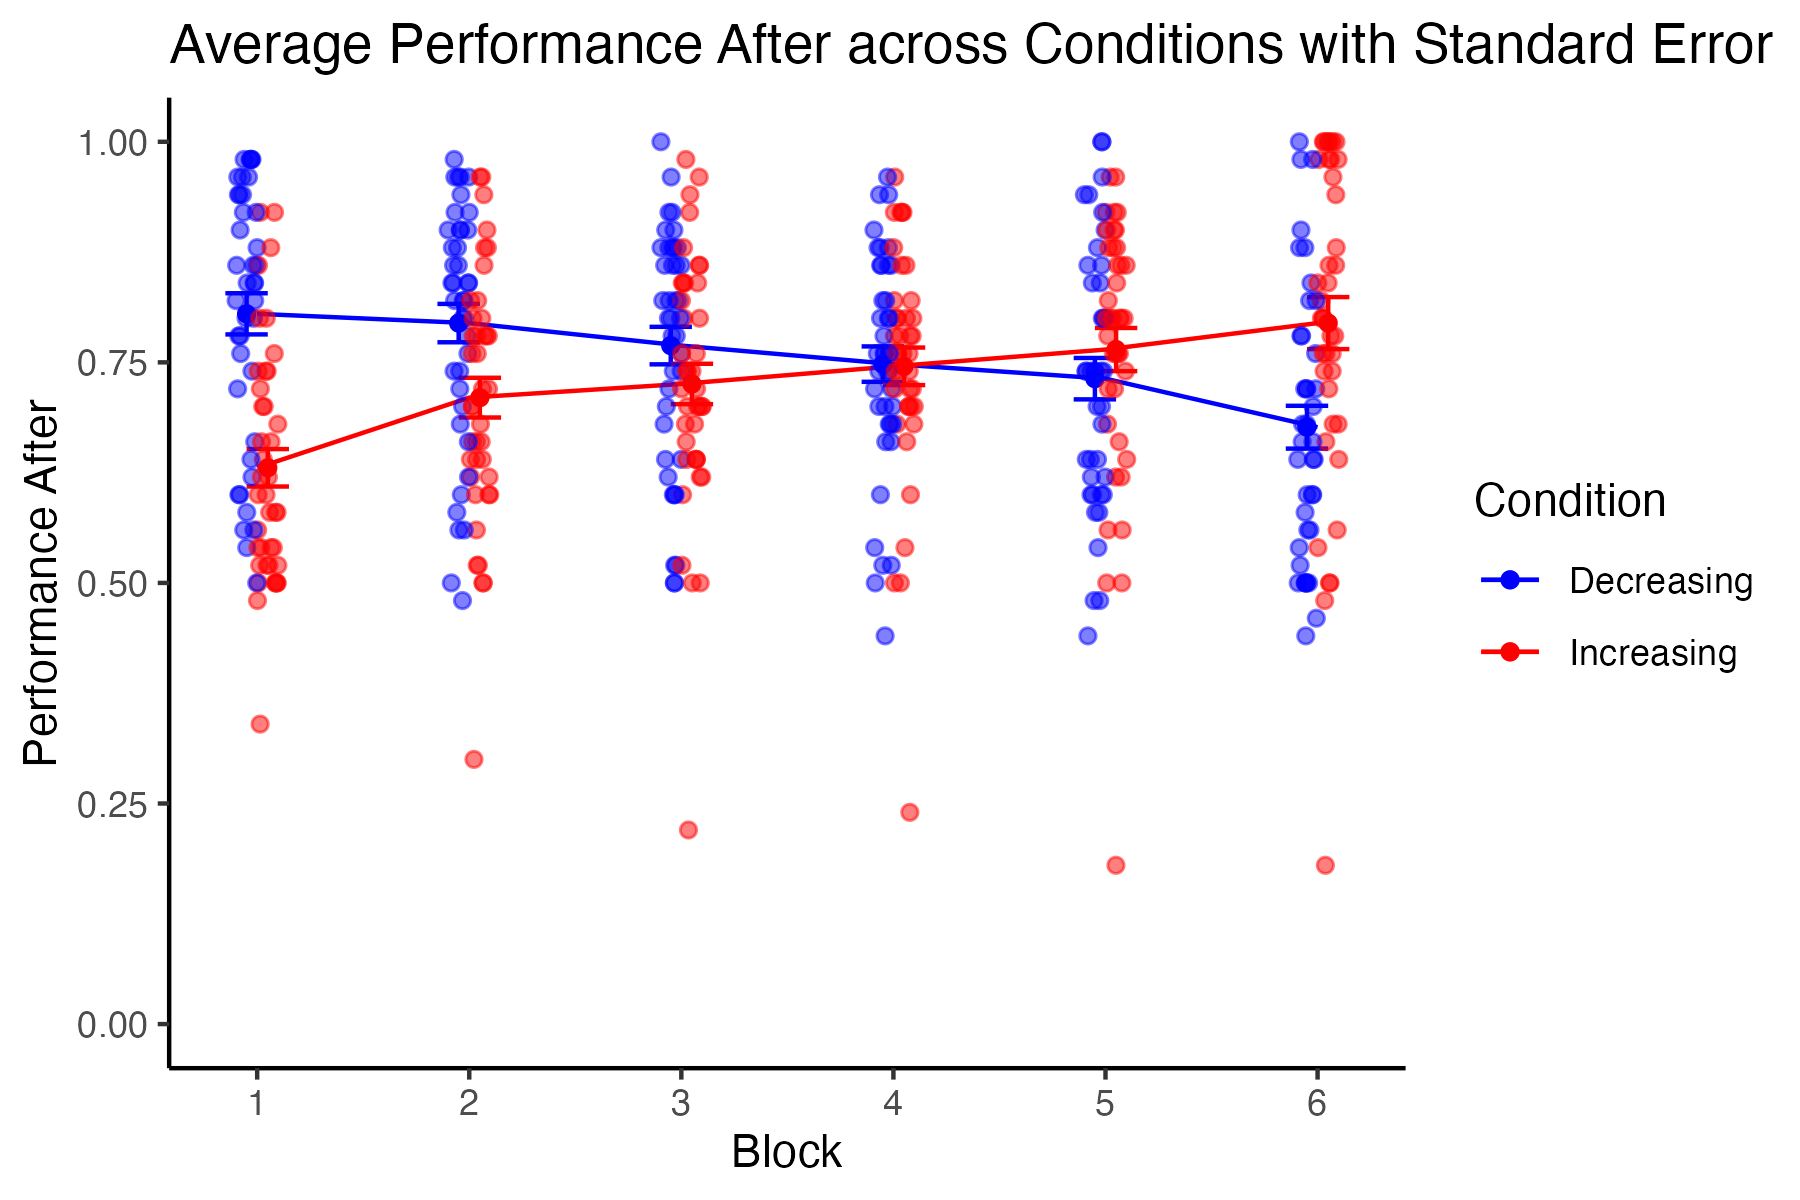 Average Performance After across Conditions with Standard Error
Performance After
1.00
0.75
0.50
0.25
0.00
1 2 3 4 5 6
Block
Condition
Decreasing
Increasing